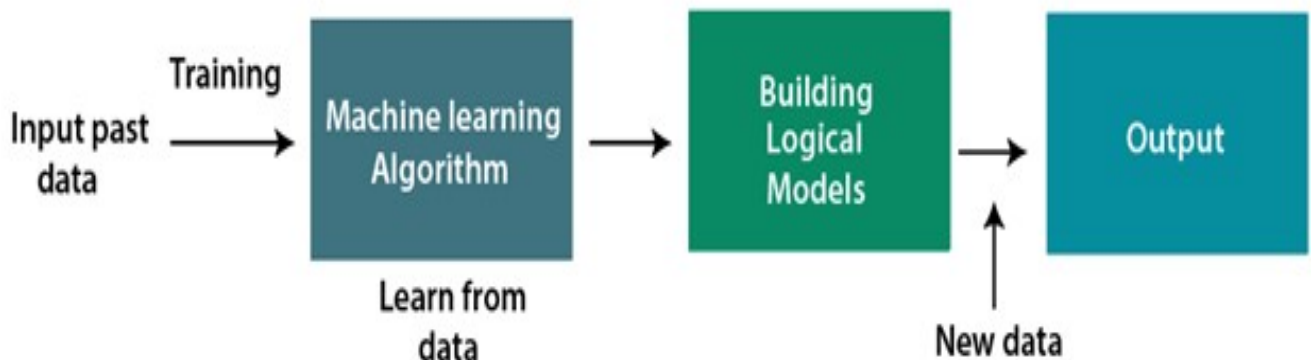 Training
Input past
data
Machine learning
Algorithm
Learn from
data
Building
Logical
Models
New data
Output